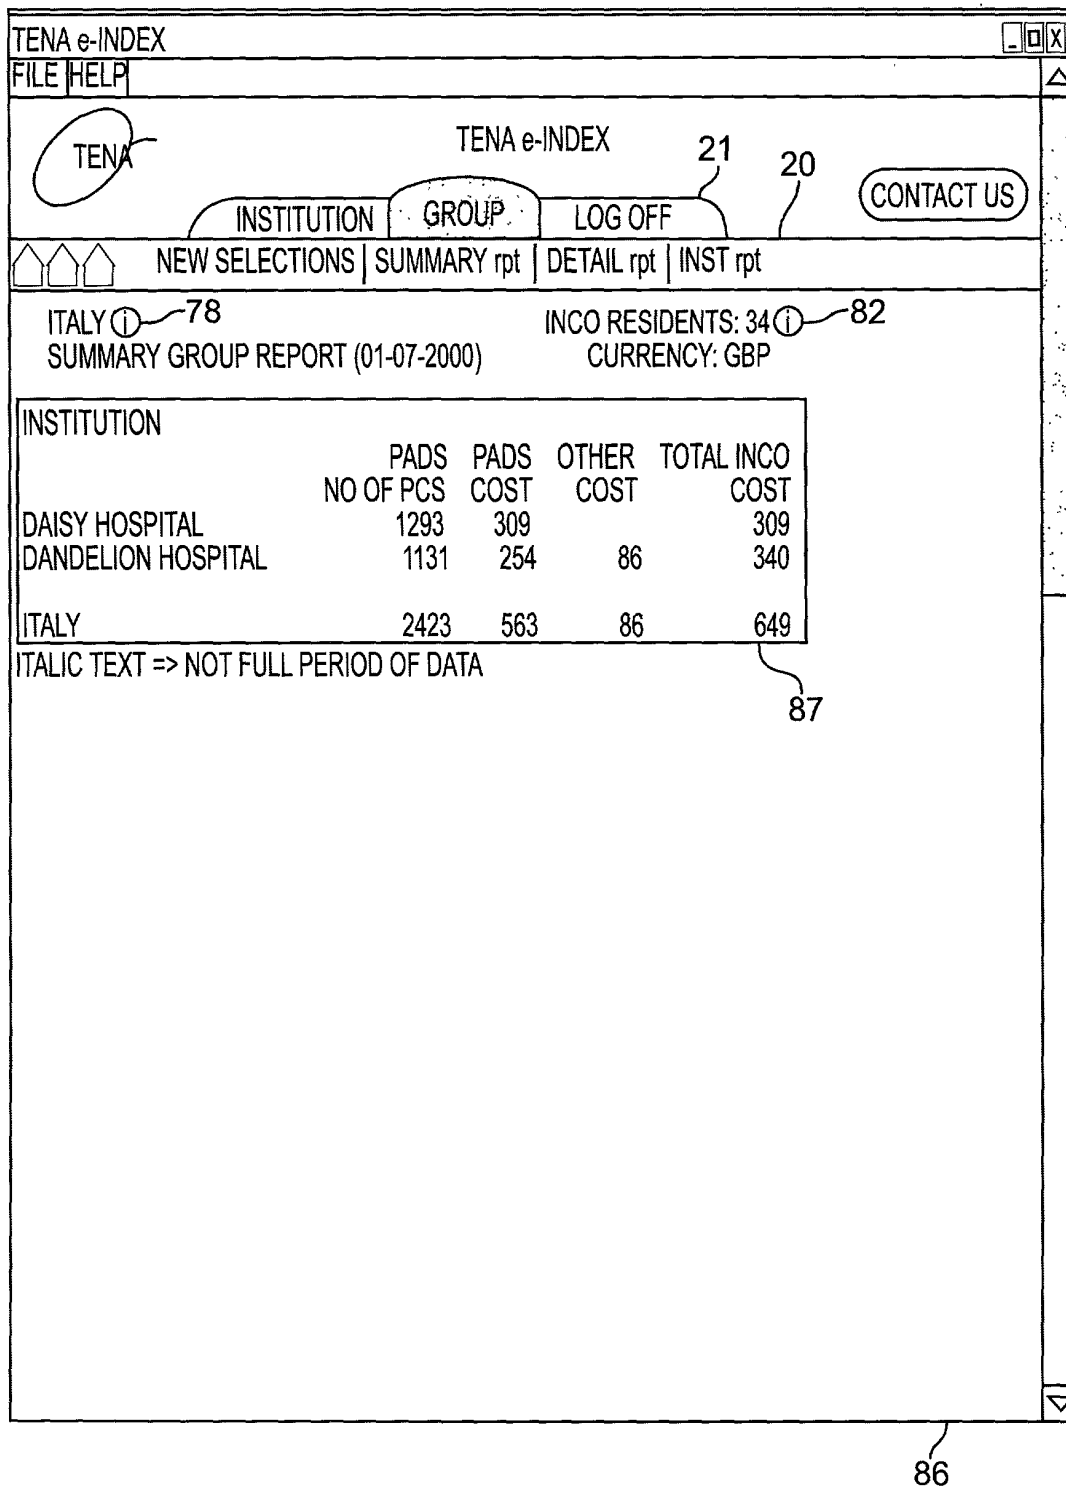 TENA e-INDEX
FILE HELP
TENA
TENA e-INDEX
21
20
CONTACT US
INSTITUTION GROUP LOG OFF
NEW SELECTIONS | SUMMARY rpt | DETAIL rpt | INST rpt
ITALY i 78 INCO RESIDENTS: 34 i 82
SUMMARY GROUP REPORT (01-07-2000) CURRENCY: GBP
INSTITUTION
PADS PADS OTHER TOTAL INCO
NO OF PCS COST COST COST
DAISY HOSPITAL 1293 309 309
DANDELION HOSPITAL 1131 254 86 340
ITALY 2423 563 86 649
ITALIC TEXT => NOT FULL PERIOD OF DATA
87
86